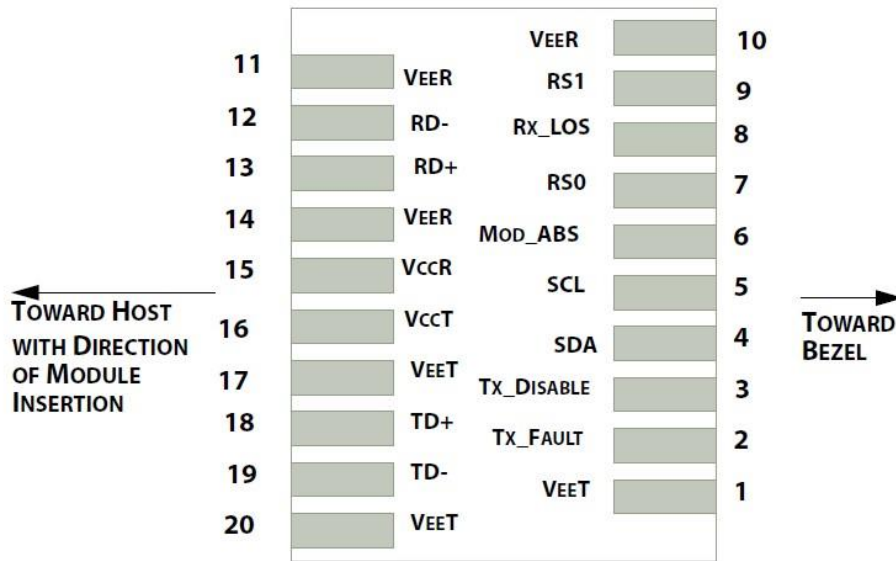 VEER 10
11 VEER RS1 9
12 RD- RX_LOS 8
13 RD+ RS0 7
14 VEER MOD_ABS 6
15 VCCR SCL 5
16 VCCT SDA 4
17 VEET TX_DISABLE 3
18 TD+ TX_FAULT 2
19 TD- VEET 1
20 VEET
TOWARD HOST
WITH DIRECTION
OF MODULE
INSERTION
TOWARD
BEZEL